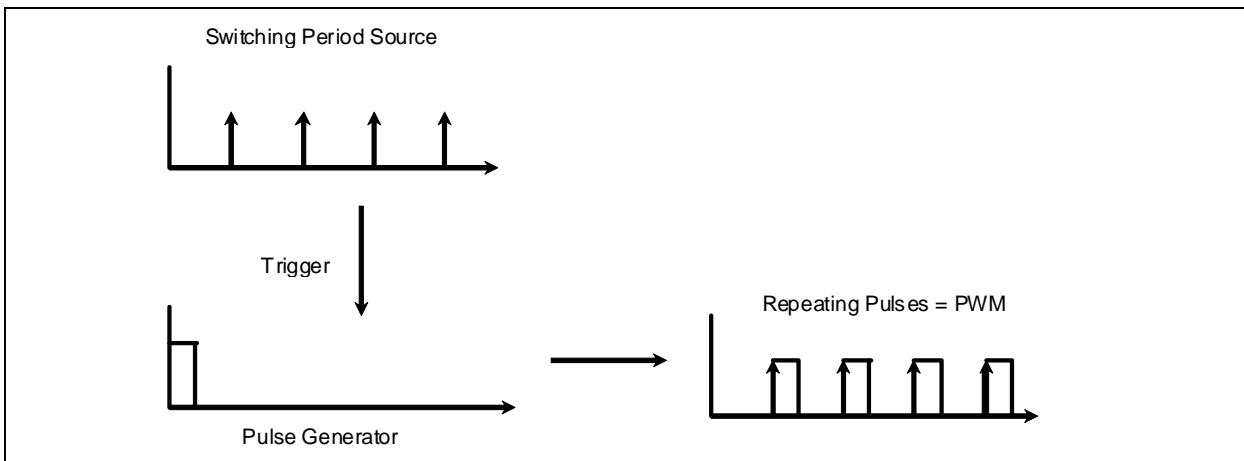 Switching Period Source
Trigger
Repeating Pulses = PWM
Pulse Generator